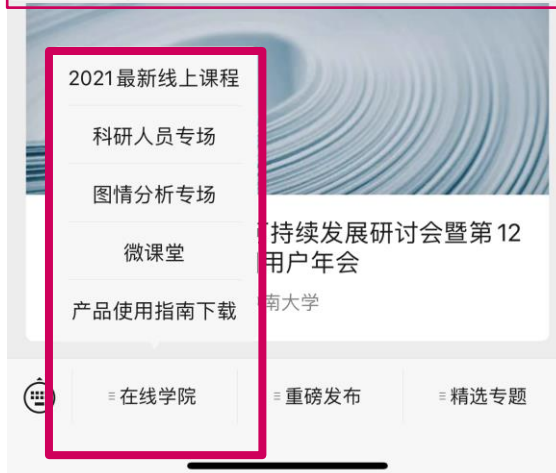 2021最新线上课程
科研人员专场
图情分析专场
微课堂
产品使用指南下载
持续发展研讨会暨第12
用户年会
南大学
在线学院
重磅发布
精选专题